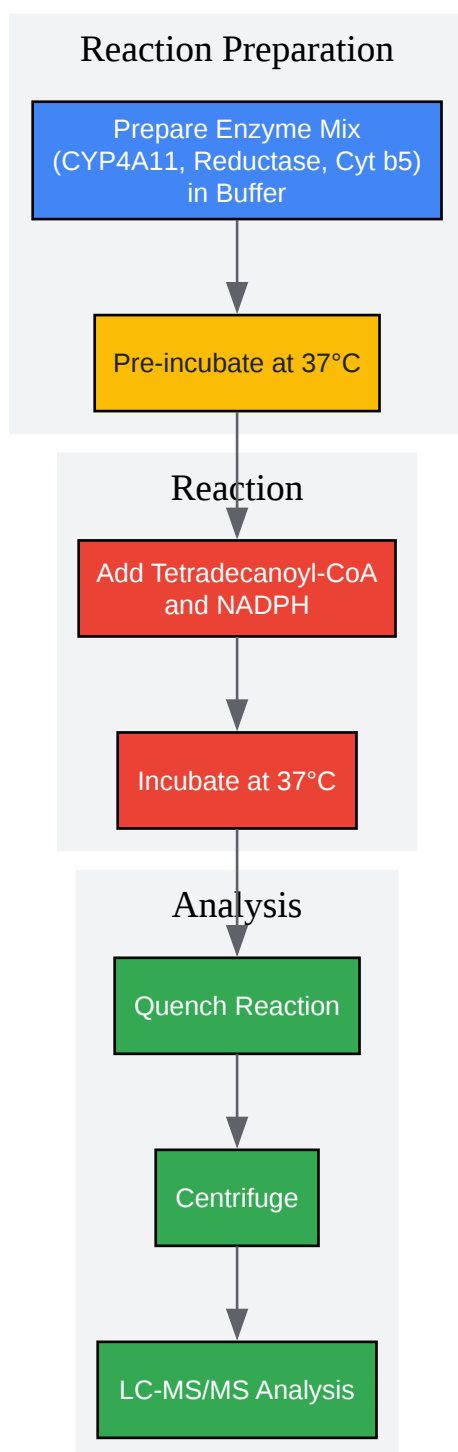 Reaction Preparation
Prepare Enzyme Mix
(CYP4A11, Reductase, Cyt b5)
in Buffer
Pre-incubate at 37°C
Reaction
Add Tetradecanoyl-CoA
and NADPH
Incubate at 37°C
Analysis
Quench Reaction
Centrifuge
LC-MS/MS Analysis